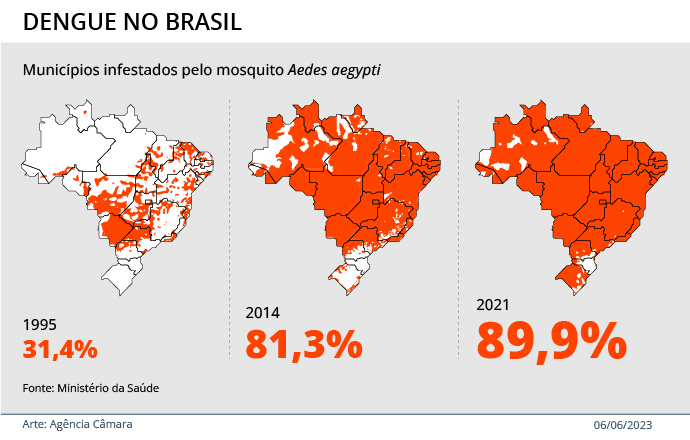 DENGUE NO BRASIL
Municípios infestados pelo mosquito Aedes aegypti
1995
31,4%
2014
81,3%
2021
89,9%
Fonte: Ministério da Saúde
Arte: Agência Câmara
06/06/2023